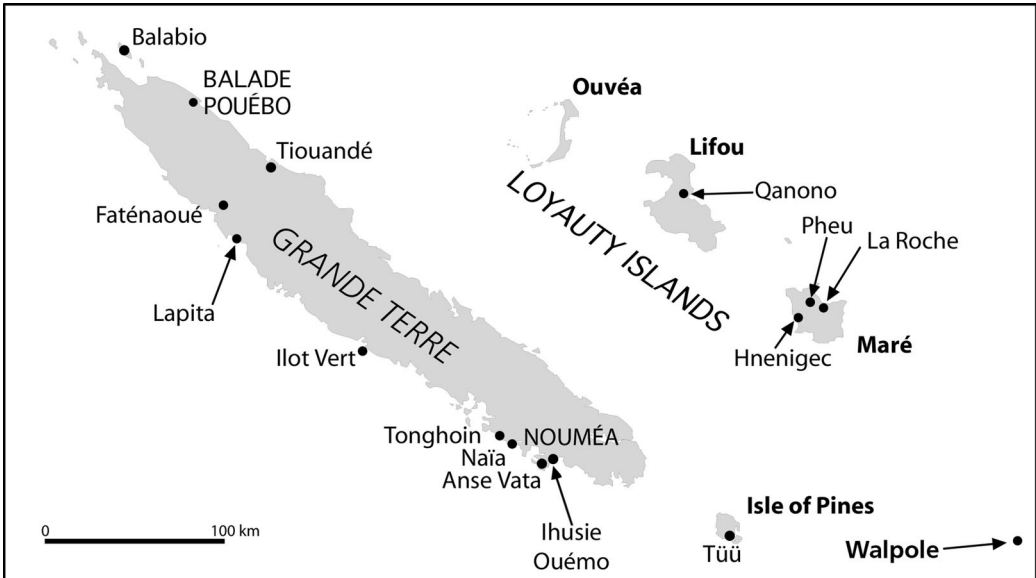 Balabio
BALADE
POUÉBO
Tiouandé
Faténaoué
Lapita
GRANDE TERRE
Ilot Vert
Tonghoin
NOUMÉA
Naïa
Anse Vata
Ihusie
Ouémo
0
100 km
Ouvéa
Lifou
LOYAUTY ISLANDS
Qanono
Pheu
La Roche
Hnenigec
Maré
Isle of Pines
Tüü
Walpole